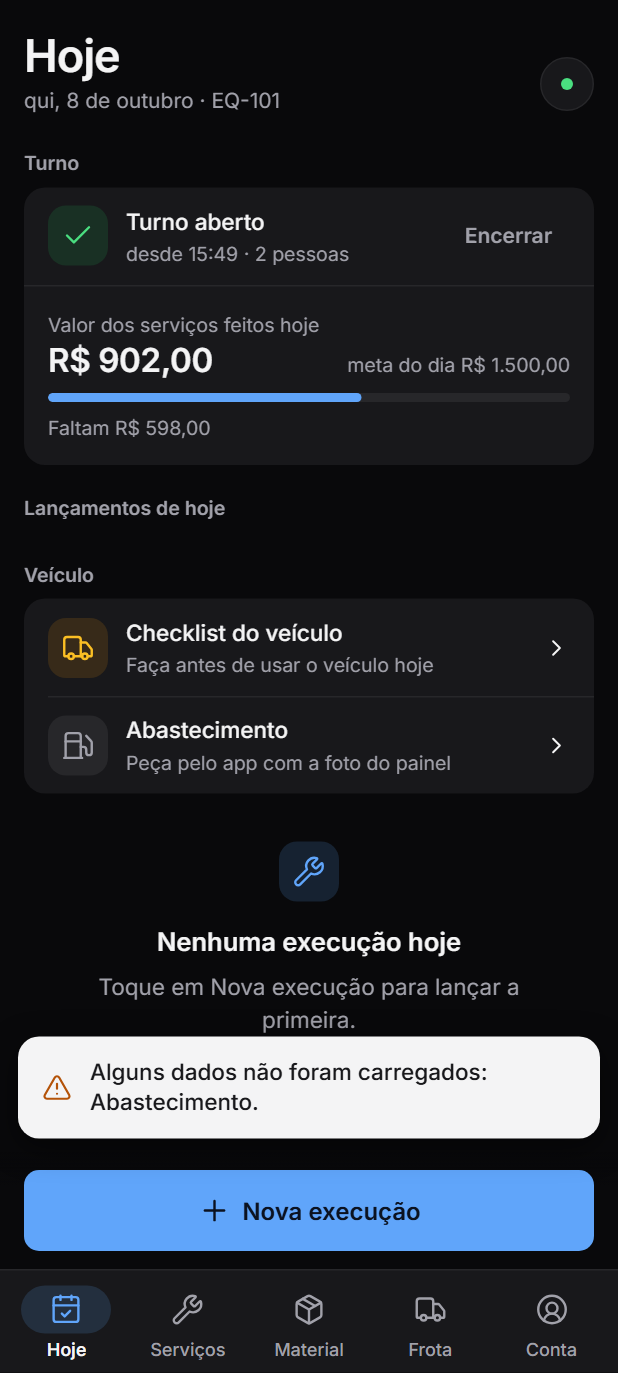 Hoje
qui, 8 de outubro · EQ-101
Turno
Turno aberto
desde 15:49 · 2 pessoas
Encerrar
Valor dos serviços feitos hoje
R$ 902,00
meta do dia R$ 1.500,00
Faltam R$ 598,00
Lançamentos de hoje
Veículo
Checklist do veículo
Faça antes de usar o veículo hoje
Abastecimento
Peça pelo app com a foto do painel
Nenhuma execução hoje
Toque em Nova execução para lançar a
primeira.
Alguns dados não foram carregados:
Abastecimento.
Nova execução
Hoje
Serviços
Material
Frota
Conta